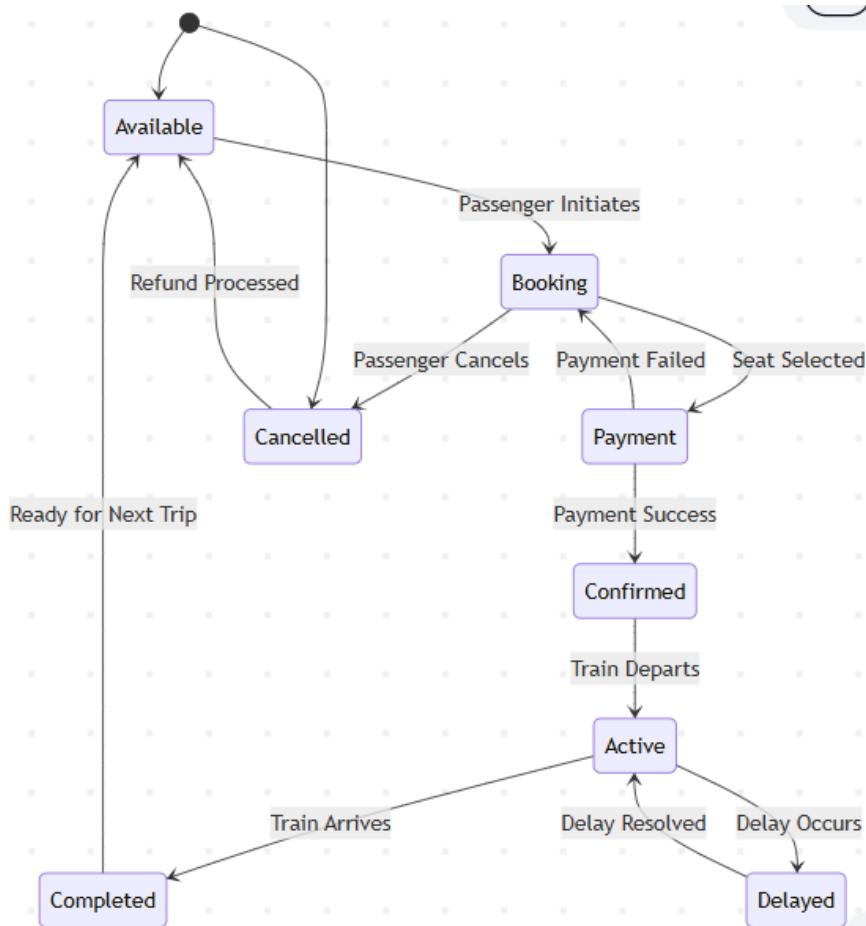 Available
Passenger Initiates
Refund Processed
Booking
Passenger Cancels
Payment Failed
Seat Selected
Cancelled
Payment
Ready for Next Trip
Payment Success
Confirmed
Train Departs
Active
Train Arrives
Delay Resolved
Delay Occurs
Completed
Delayed